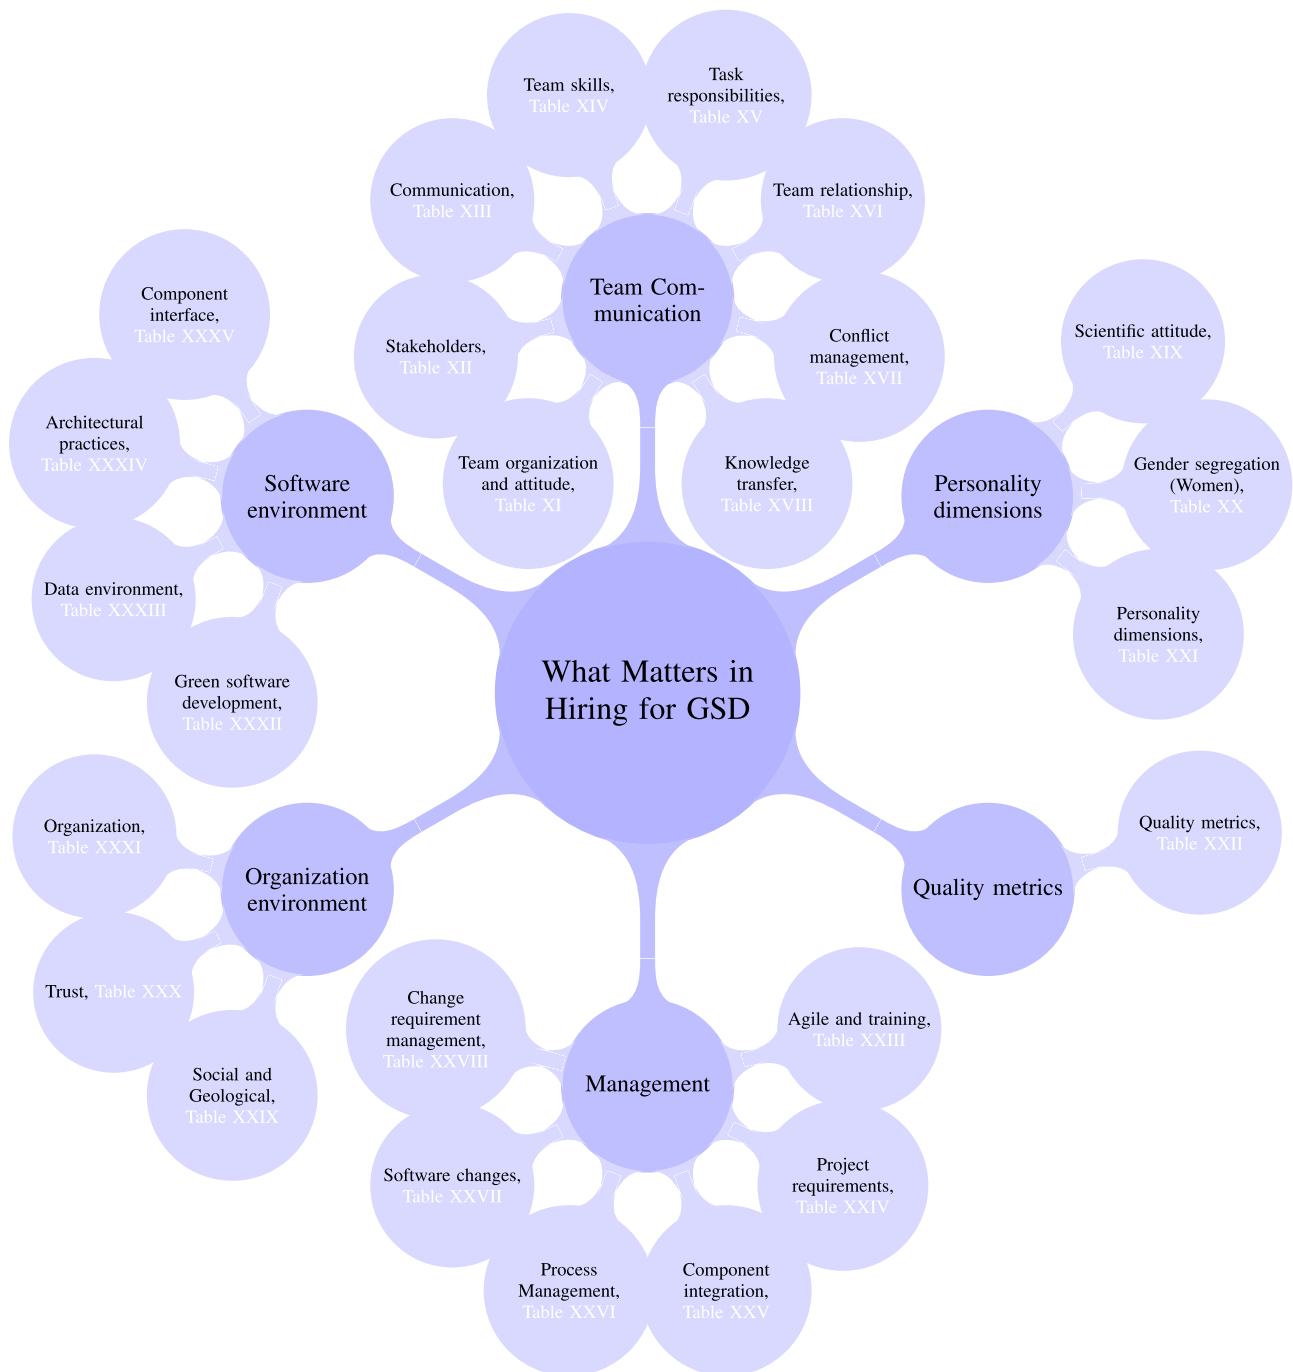 What Matters in
Hiring for GSD
Team Com-
munication
Team organization
and attitude,
Table XI
Stakeholders,
Table XII
Communication,
Table XIII
Team skills,
Table XIV
Task
responsibilities,
Table XV
Team relationship,
Table XVI
Conflict
management,
Table XVII
Knowledge
transfer,
Table XVIII
Personality
dimensions
Scientific attitude,
Table XIX
Gender segregation
(Women),
Table XX
Personality
dimensions,
Table XXI
Quality metrics
Quality metrics,
Table XXII
Management
Agile and training,
Table XXIII
Project
requirements,
Table XXIV
Component
integration,
Table XXV
Process
Management,
Table XXVI
Software changes,
Table XXVII
Change
requirement
management,
Table XXVIII
Organization
environment
Social and
Geological,
Table XXIX
Trust, Table XXX
Organization,
Table XXXI
Software
environment
Green software
development,
Table XXXII
Data environment,
Table XXXIII
Architectural
practices,
Table XXXIV
Component
interface,
Table XXXV